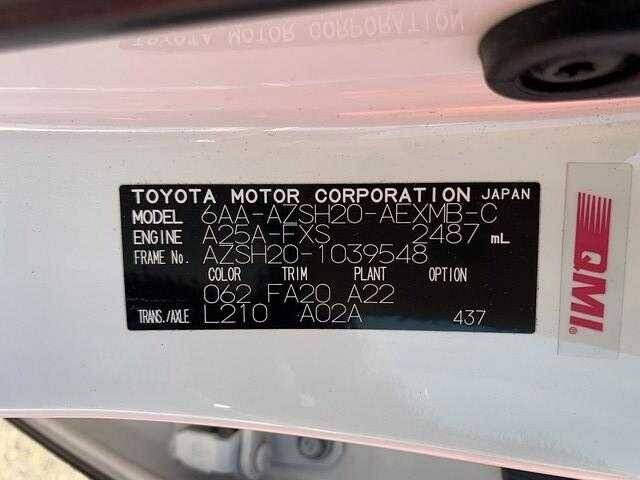 TOYOTA MOTOR CORPORATION
TOYOTA MOTOR CORPORATION JAPAN
MODEL 6AA-AZSH20-AEXMB-C
ENGINE A25A-FXS 2487 mL
FRAME No. AZSH20-1039548
COLOR TRIM PLANT OPTION
062 FA20 A22
TRANS./AXLE L210 A02A 437
QMI®